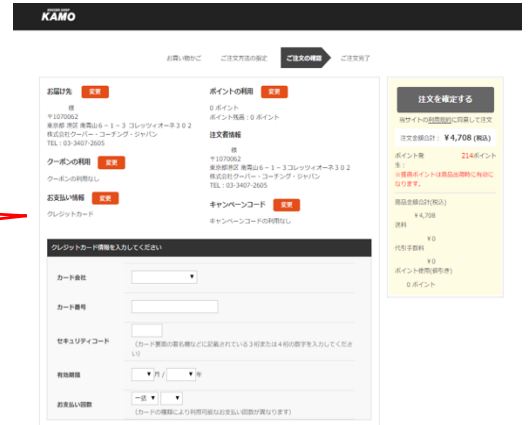 KAMO
お買い物かご
ご注文方法の指定
ご注文の確認
ご注文完了
お届け先 変更
様
〒1070062
東京都 港区 南青山6－1－3 コレッツィオーネ302
株式会社クーバー・コーチング・ジャパン
TEL : 03-3407-2605
クーポンの利用 変更
クーポンの利用なし
お支払い情報 変更
クレジットカード
ポイントの利用 変更
0 ポイント
ポイント残高 : 0 ポイント
注文者情報
様
〒1070062
東京都 港区 南青山6－1－3コレッツィオーネ302
株式会社クーバー・コーチング・ジャパン
TEL : 03-3407-2605
キャンペーンコード 変更
キャンペーンコードの利用なし
注文を確定する
当サイトの利用規約に同意して注文
注文金額合計： ¥4,708 (税込)
ポイント発 214ポイント
生：
※獲得ポイントは商品出荷時に有効に
なります。
商品金額合計(税込)
¥4,708
送料
¥0
代引手数料
¥0
ポイント使用(値引き)
0 ポイント
クレジットカード情報を入力してください
カード会社
カード番号
セキュリティコード
（カード裏面の署名欄などに記載されている3桁または4桁の数字を入力してくださ
い）
有効期限 月 / 年
お支払い回数 一括
（カードの種類により利用可能なお支払い回数が異なります）